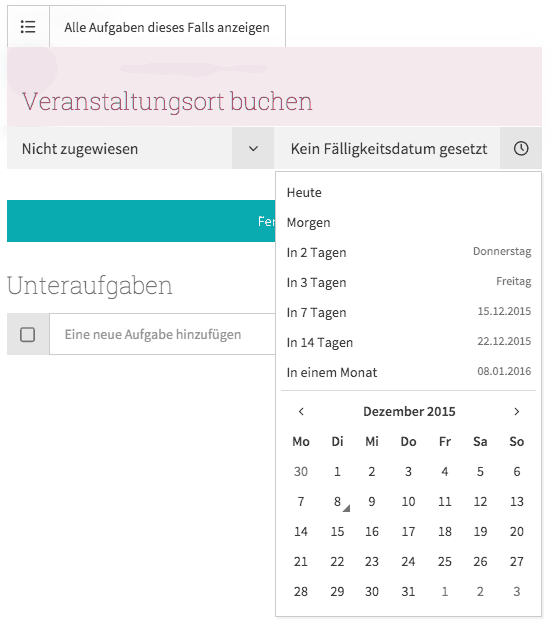 Alle Aufgaben dieses Falls anzeigen
Veranstaltungsort buchen
Nicht zugewiesen
Kein Fälligkeitsdatum gesetzt
Heute
Morgen
In 2 Tagen Donnerstag
In 3 Tagen Freitag
In 7 Tagen 15.12.2015
In 14 Tagen 22.12.2015
In einem Monat 08.01.2016
Unteraufgaben
Eine neue Aufgabe hinzufügen
Dezember 2015
Mo Di Mi Do Fr Sa So
30 1 2 3 4 5 6
7 8 9 10 11 12 13
14 15 16 17 18 19 20
21 22 23 24 25 26 27
28 29 30 31 1 2 3